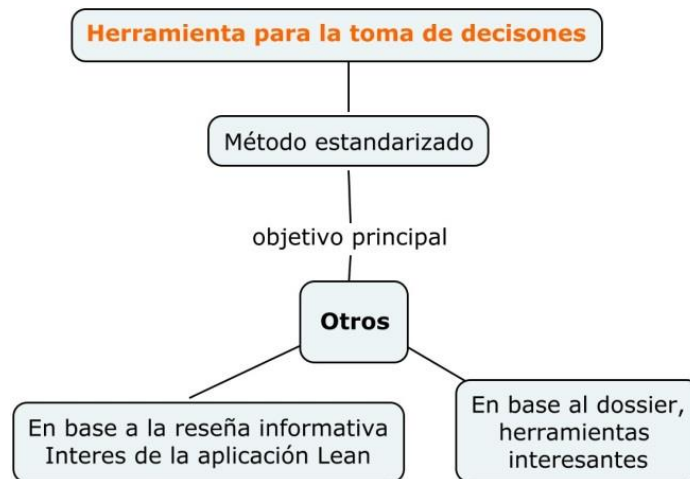 Herramienta para la toma de decisones
Método estandarizado
objetivo principal
Otros
En base a la reseña informativa
Interes de la aplicación Lean
En base al dossier,
herramientas
interesantes